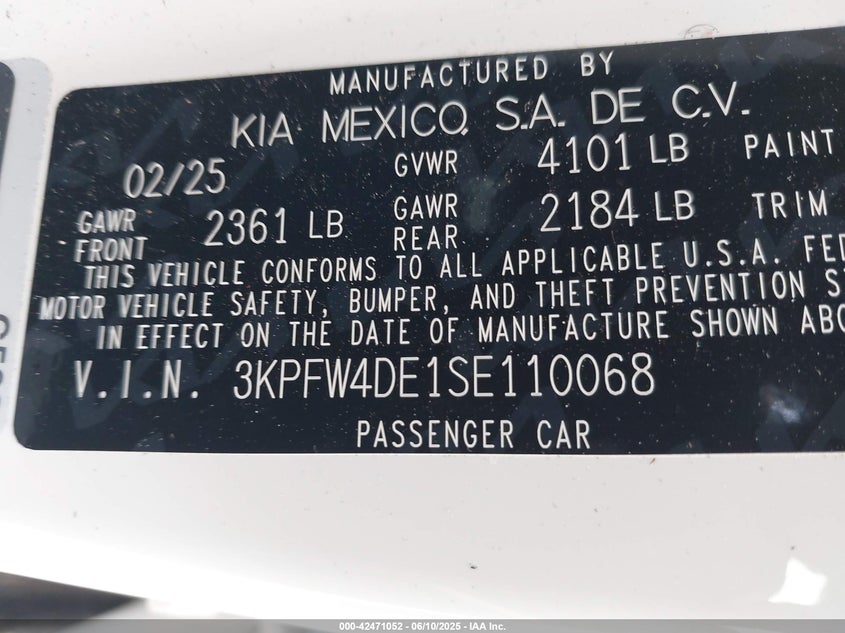 MANUFACTURED BY
KIA MEXICO, S.A. DE C.V.
02/25 GVWR 4101 LB PAINT
GAWR FRONT 2361 LB GAWR REAR 2184 LB TRIM
THIS VEHICLE CONFORMS TO ALL APPLICABLE U.S.A. FED
MOTOR VEHICLE SAFETY, BUMPER, AND THEFT PREVENTION S
IN EFFECT ON THE DATE OF MANUFACTURE SHOWN ABO
V.I.N. 3KPFW4DE1SE110068
PASSENGER CAR
000-42471052 - 06/10/2025 - IAA Inc.